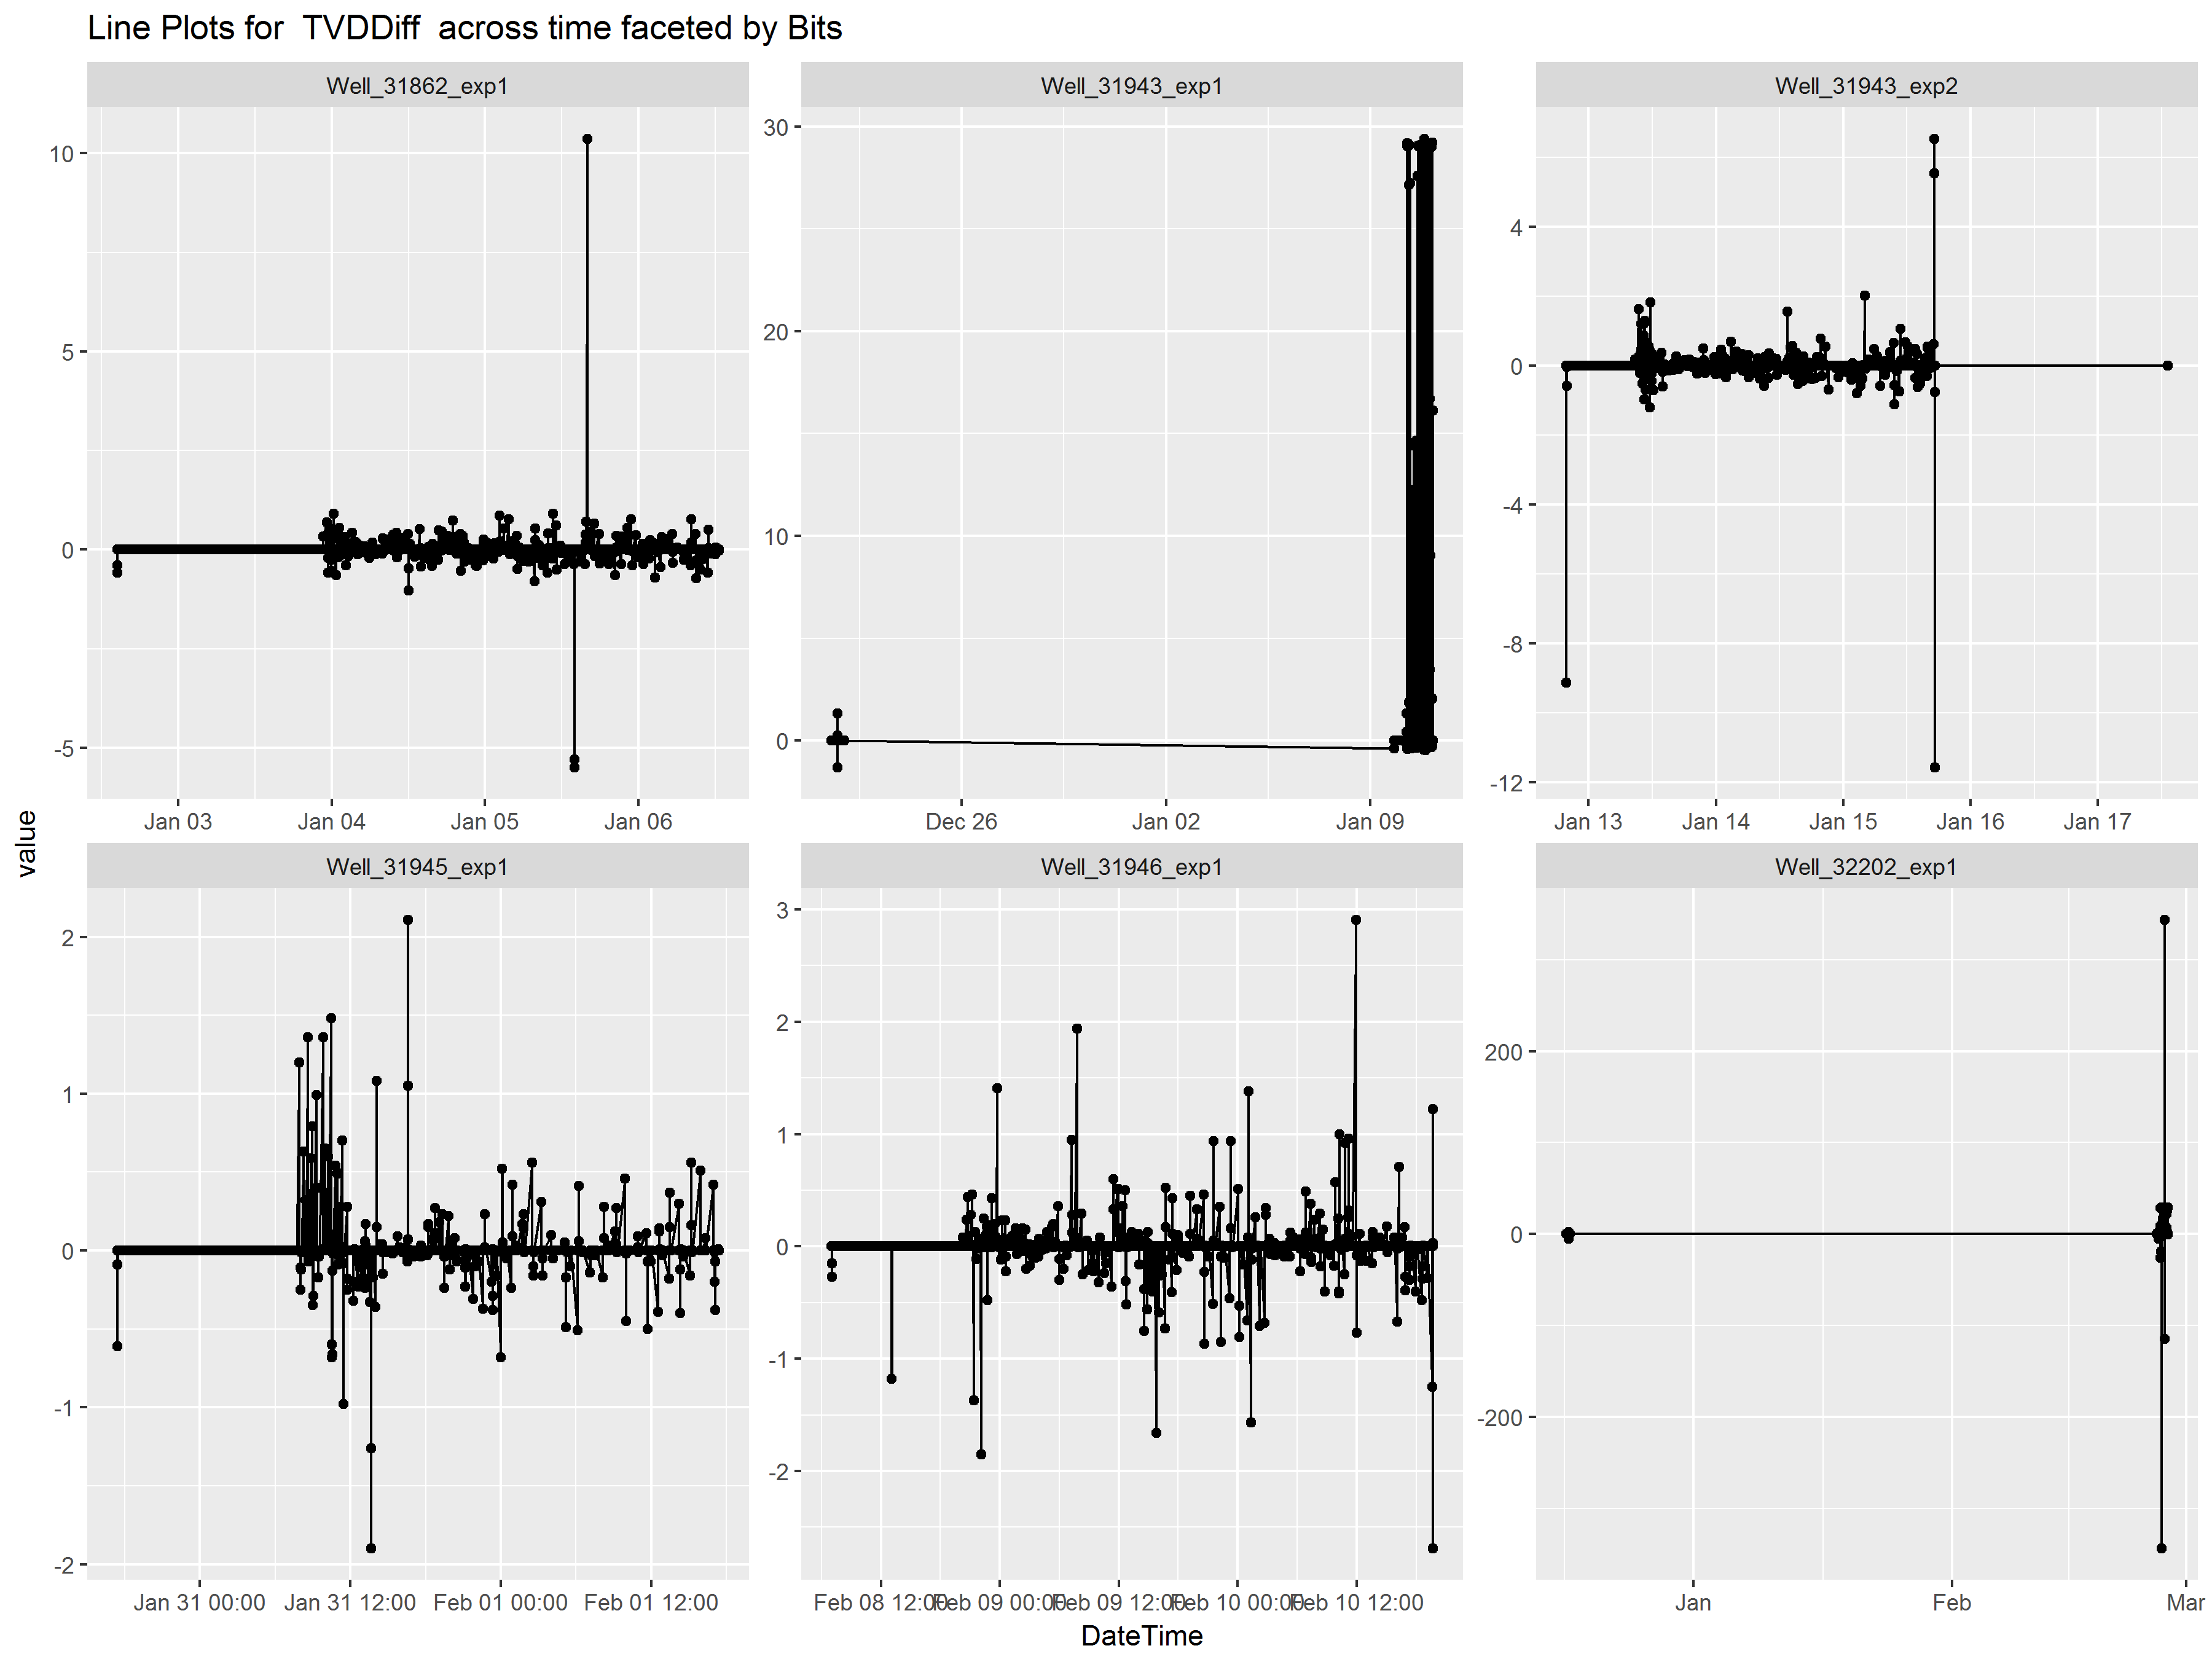 Line Plots for  TVDDiff  across time faceted by Bits
Well_31862_exp1
Well_31943_exp1
Well_31943_exp2
10
5
0
-5
Jan 03
Jan 04
Jan 05
Jan 06
30
20
10
0
Dec 26
Jan 02
Jan 09
4
0
-4
-8
-12
Jan 13
Jan 14
Jan 15
Jan 16
Jan 17
value
Well_31945_exp1
Well_31946_exp1
Well_32202_exp1
2
1
0
-1
-2
Jan 31 00:00
Jan 31 12:00
Feb 01 00:00
Feb 01 12:00
3
2
1
0
-1
-2
Feb 08 12:00
Feb 09 00:00
Feb 09 12:00
Feb 10 00:00
Feb 10 12:00
200
0
-200
Jan
Feb
Mar
DateTime